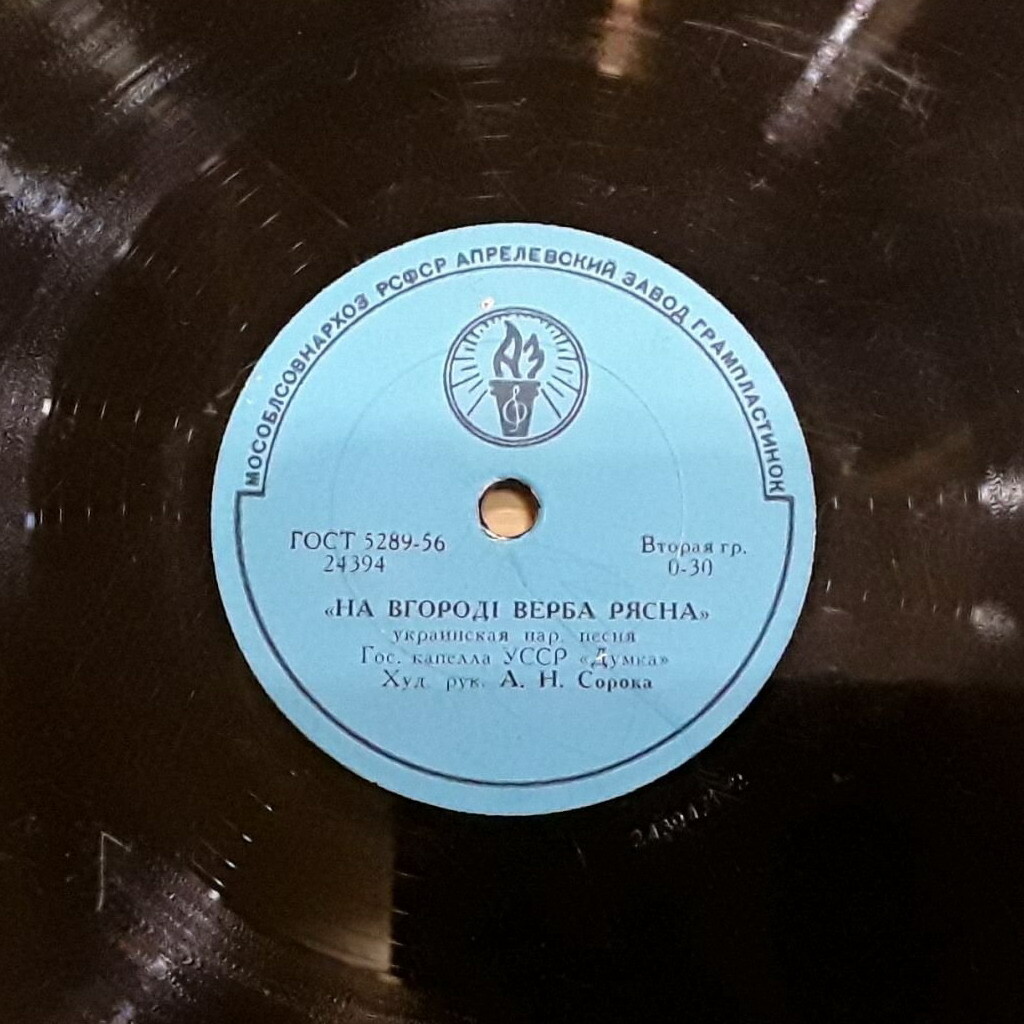 МОСОБЛСОВНАРХОЗ РСФСР АПРЕЛЕВСКИЙ ЗАВОД ГРАМПЛАСТИНОК
АЗ
ГОСТ 5289-56
24394
Вторая гр.
0-30
«НА ВГОРОДІ ВЕРБА РЯСНА»
украинская нар. песня
Гос. капелла УССР «Думка»
Худ. рук. А. Н. Сорока